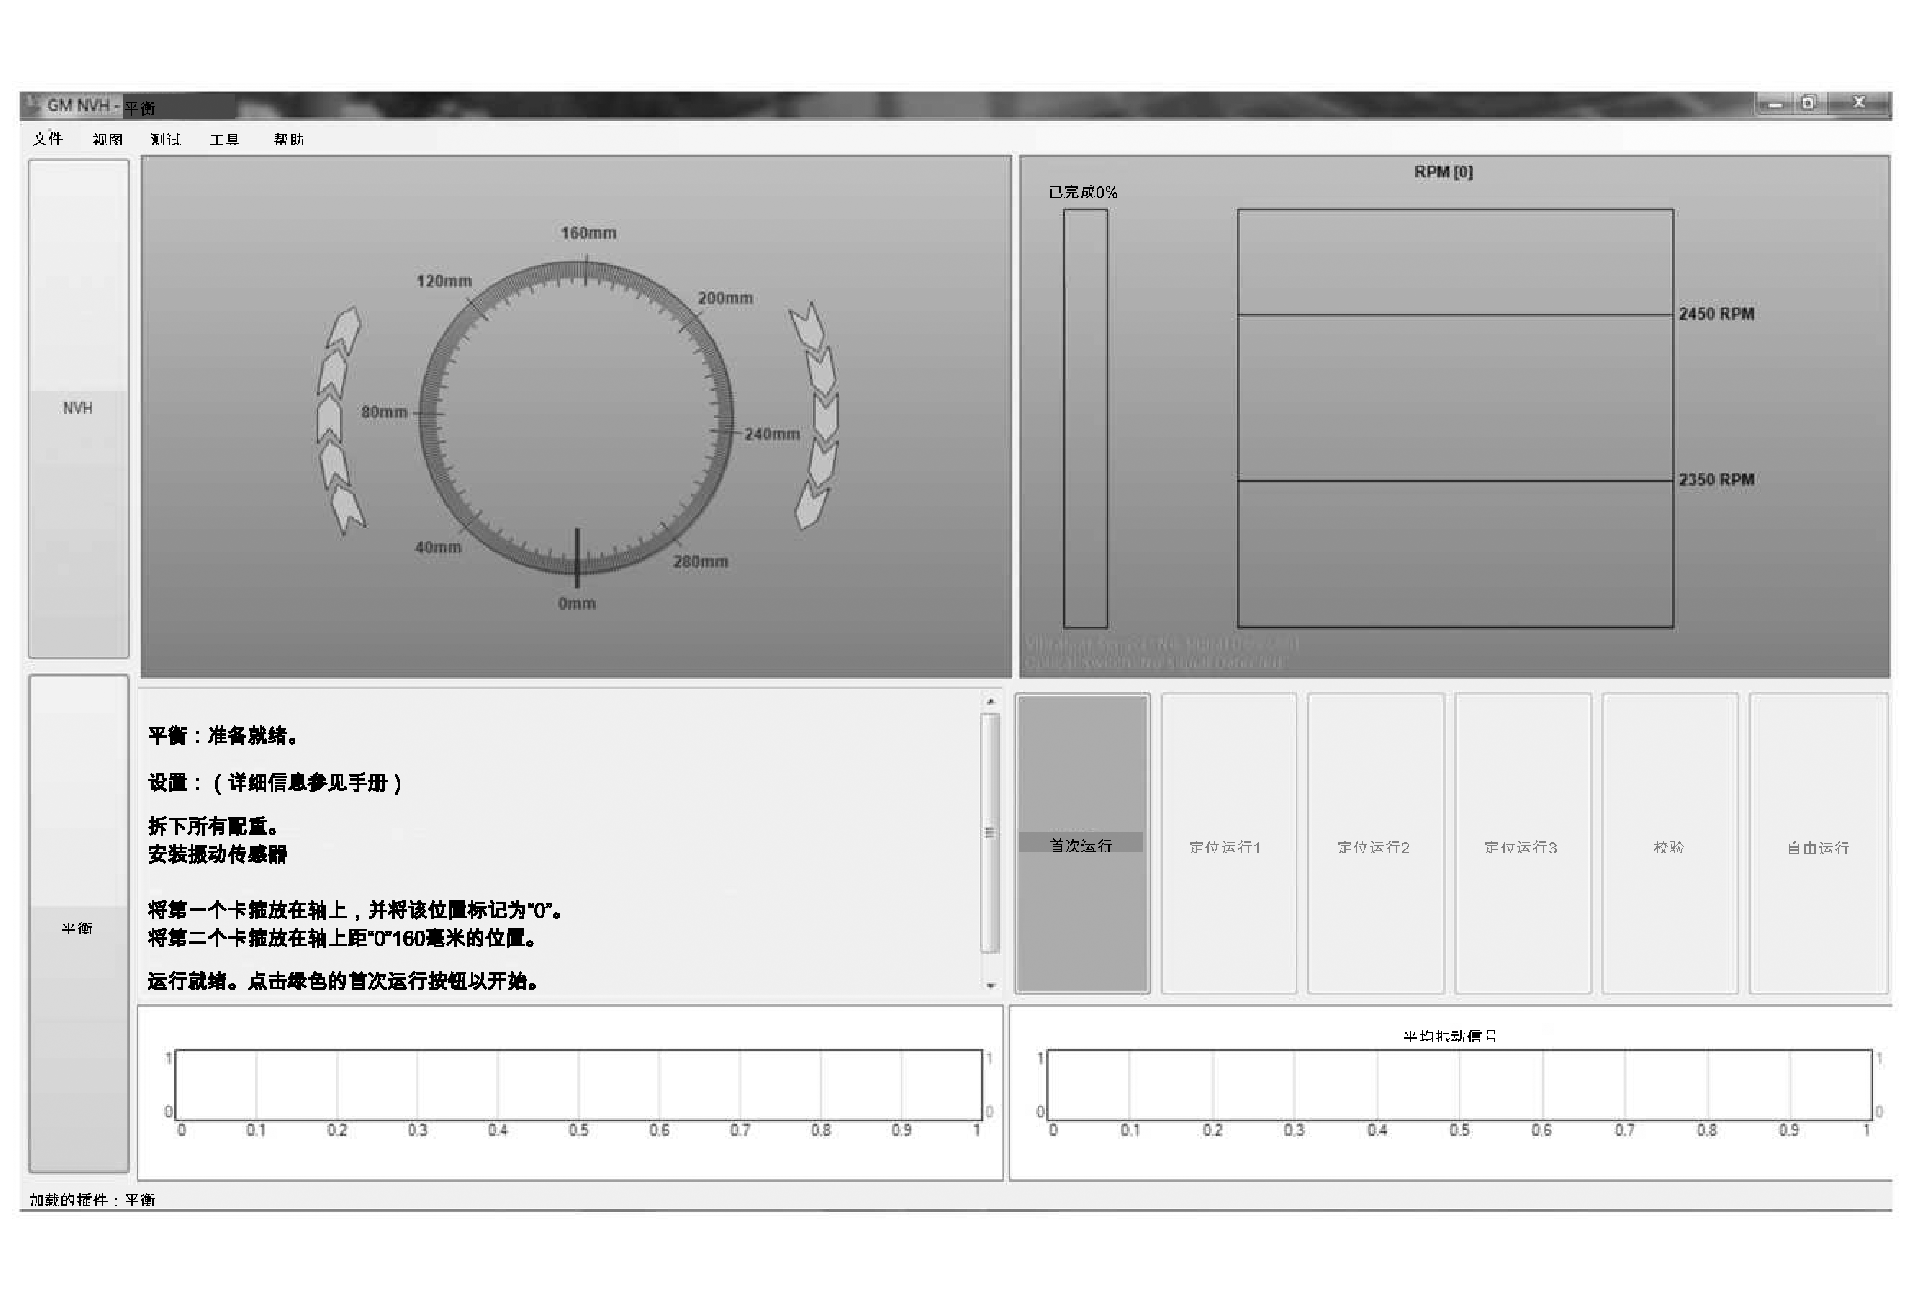 GM NVH - 平衡
文件 视图 测试 工具 帮助
NVH
160mm
120mm
200mm
80mm
240mm
40mm
280mm
0mm
RPM [0]
已完成0%
2450 RPM
2350 RPM
平衡
平衡：准备就绪。
设置：（详细信息参见手册）
拆下所有配重。
安装振动传感器
将第一个卡箍放在轴上，并将该位置标记为“0”。
将第二个卡箍放在轴上距“0”160毫米的位置。
运行就绪。点击绿色的首次运行按钮以开始。
首次运行 定位运行1 定位运行2 定位运行3 校验 自由运行
1 1
0 0
0 0.1 0.2 0.3 0.4 0.5 0.6 0.7 0.8 0.9 1
平均振动信号
1 1
0 0
0 0.1 0.2 0.3 0.4 0.5 0.6 0.7 0.8 0.9 1
加载的插件：平衡